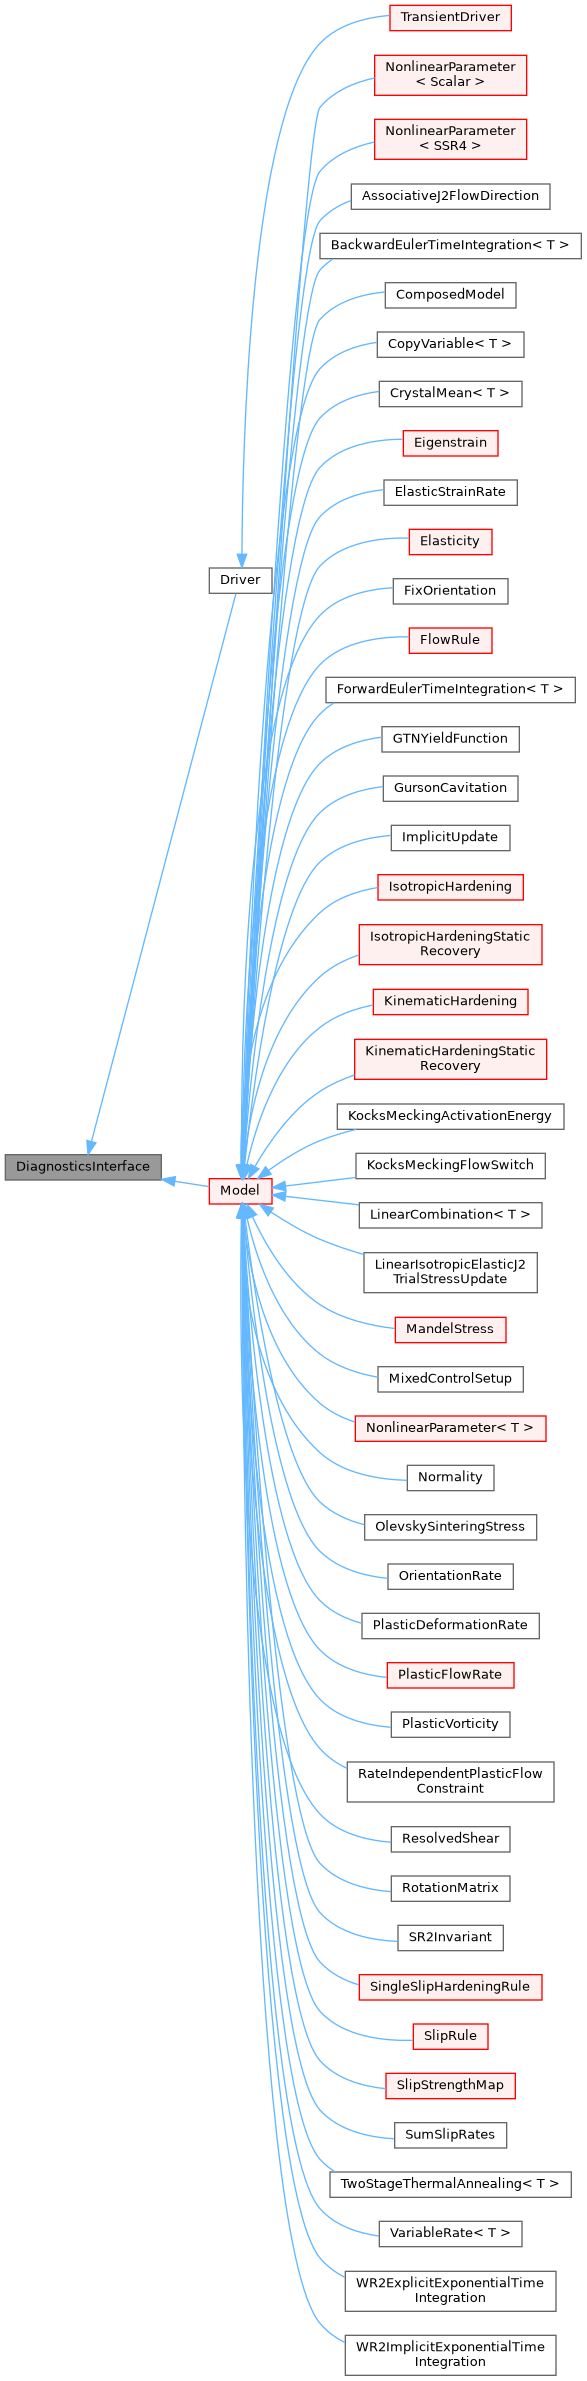 TransientDriver
NonlinearParameter
< Scalar >
NonlinearParameter
< SSR4 >
AssociativeJ2FlowDirection
BackwardEulerTimeIntegration< T >
ComposedModel
CopyVariable< T >
CrystalMean< T >
Eigenstrain
ElasticStrainRate
Elasticity
Driver
FixOrientation
FlowRule
ForwardEulerTimeIntegration< T >
GTNYieldFunction
GursonCavitation
ImplicitUpdate
IsotropicHardening
IsotropicHardeningStatic
Recovery
KinematicHardening
KinematicHardeningStatic
Recovery
KocksMeckingActivationEnergy
DiagnosticsInterface
KocksMeckingFlowSwitch
Model
LinearCombination< T >
LinearIsotropicElasticJ2
TrialStressUpdate
MandelStress
MixedControlSetup
NonlinearParameter< T >
Normality
OlevskySinteringStress
OrientationRate
PlasticDeformationRate
PlasticFlowRate
PlasticVorticity
RateIndependentPlasticFlow
Constraint
ResolvedShear
RotationMatrix
SR2Invariant
SingleSlipHardeningRule
SlipRule
SlipStrengthMap
SumSlipRates
TwoStageThermalAnnealing< T >
VariableRate< T >
WR2ExplicitExponentialTime
Integration
WR2ImplicitExponentialTime
Integration